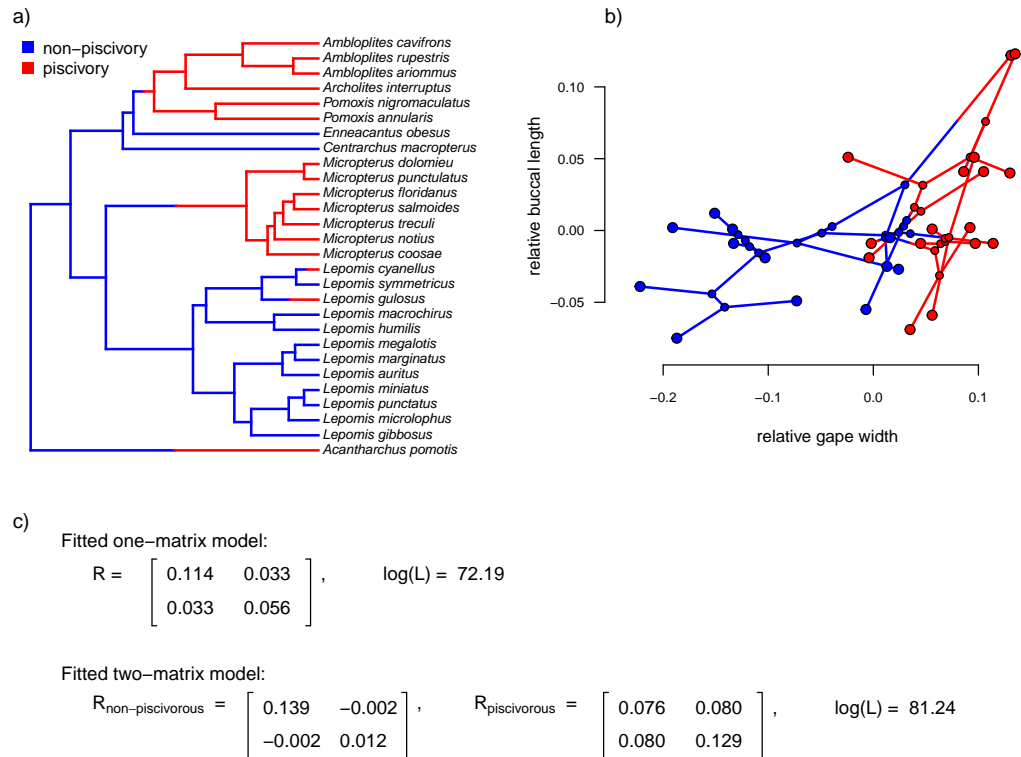 a)
non−piscivory
piscivory
Ambloplites cavifrons
Ambloplites rupestris
Ambloplites ariommus
Archolites interruptus
Pomoxis nigromaculatus
Pomoxis annularis
Enneacantus obesus
Centrarchus macropterus
Micropterus dolomieu
Micropterus punctulatus
Micropterus floridanus
Micropterus salmoides
Micropterus treculi
Micropterus notius
Micropterus coosae
Lepomis cyanellus
Lepomis symmetricus
Lepomis gulosus
Lepomis macrochirus
Lepomis humilis
Lepomis megalotis
Lepomis marginatus
Lepomis auritus
Lepomis miniatus
Lepomis punctatus
Lepomis microlophus
Lepomis gibbosus
Acantharchus pomotis
b)
relative buccal length
0.10
0.05
0.00
−0.05
−0.2 −0.1 0.0 0.1
relative gape width
c)
Fitted one−matrix model:
R = [ 0.114 0.033 ] , log(L) = 72.19
0.033 0.056
Fitted two−matrix model:
Rnon−piscivorous = [ 0.139 −0.002 ] , Rpiscivorous = [ 0.076 0.080 ] , log(L) = 81.24
−0.002 0.012 0.080 0.129